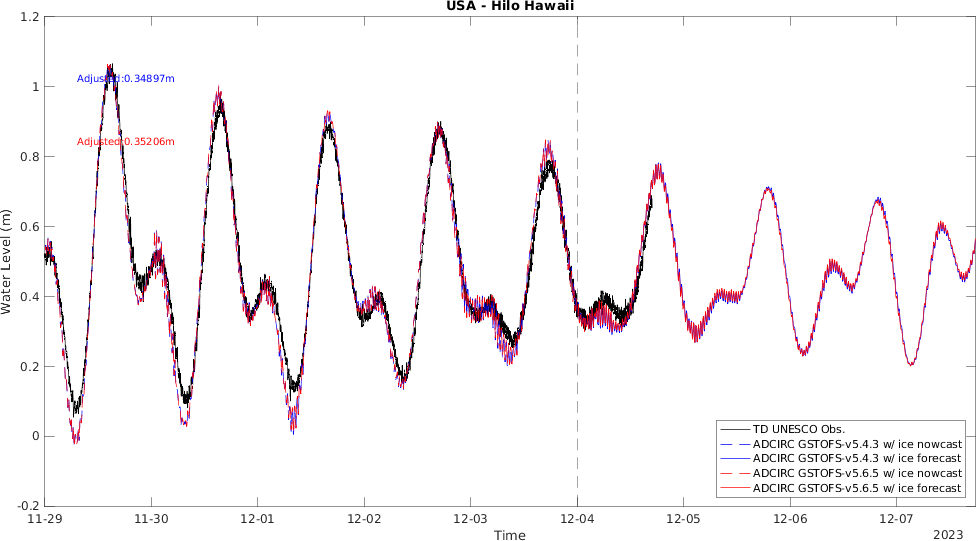 USA - Hilo Hawaii
1.2
1
0.8
0.6
0.4
0.2
0
-0.2
Water Level (m)
Adjusted:0.34897m
Adjusted:0.35206m
TD UNESCO Obs.
ADCIRC GSTOFS-v5.4.3 w/ ice nowcast
ADCIRC GSTOFS-v5.4.3 w/ ice forecast
ADCIRC GSTOFS-v5.6.5 w/ ice nowcast
ADCIRC GSTOFS-v5.6.5 w/ ice forecast
11-29 11-30 12-01 12-02 12-03 12-04 12-05 12-06 12-07
Time
2023